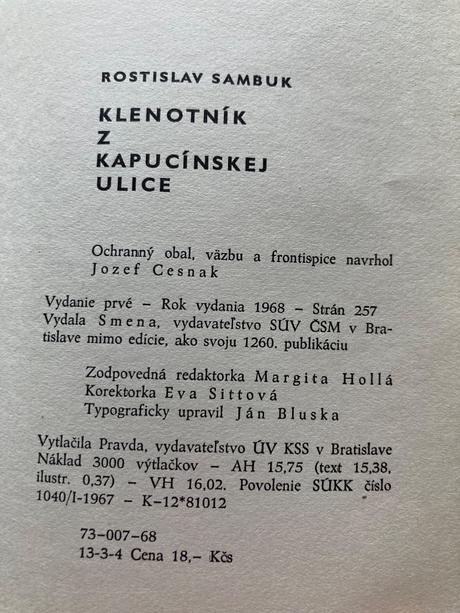 ROSTISLAV SAMBUK
KLENOTNÍK
Z
KAPUCÍNSKEJ
ULICE
Ochranný obal, väzbu a frontispice navrhol
Jozef Cesnak
Vydanie prvé – Rok vydania 1968 – Strán 257
Vydala Smena, vydavateľstvo SÚV ČSM v Bra-
tislave mimo edície, ako svoju 1260. publikáciu
Zodpovedná redaktorka Margita Hollá
Korektorka Eva Sittová
Typograficky upravil Ján Bluska
Vytlačila Pravda, vydavateľstvo ÚV KSS v Bratislave
Náklad 3000 výtlačkov – AH 15,75 (text 15,38,
ilustr. 0,37) – VH 16,02. Povolenie SÚKK číslo
1040/I-1967 – K-12*81012
73-007-68
13-3-4 Cena 18,– Kčs